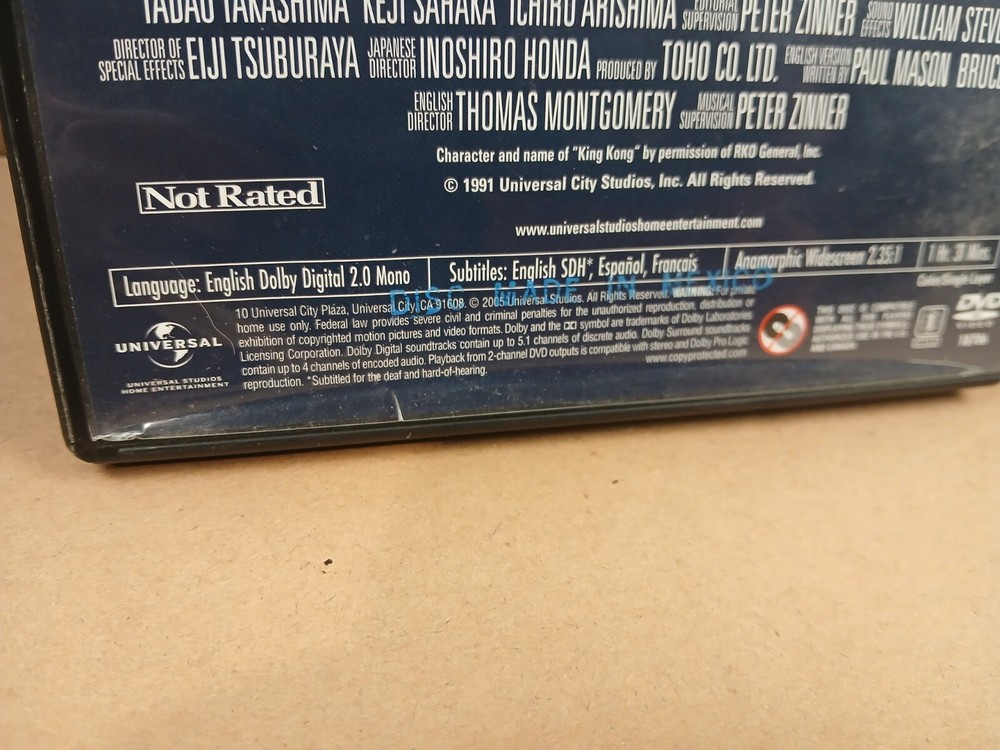 TADAO TAKASHIMA KEJI SAHAKA ICHIRO ARISHIMA EDITORIAL SUPERVISION PETER ZINNER SOUND EFFECTS WILLIAM STEV
DIRECTOR OF SPECIAL EFFECTS EIJI TSUBURAYA JAPANESE DIRECTOR INOSHIRO HONDA PRODUCED BY TOHO CO. LTD. ENGLISH VERSION WRITTEN BY PAUL MASON BRUC
ENGLISH DIRECTOR THOMAS MONTGOMERY MUSICAL SUPERVISION PETER ZINNER
Character and name of "King Kong" by permission of RKO General, Inc.
Not Rated
© 1991 Universal City Studios, Inc. All Rights Reserved.
www.universalstudioshomeentertainment.com
Language: English Dolby Digital 2.0 Mono
Subtitles: English SDH*, Español, Français
Anamorphic Widescreen 2.35:1
1 Hr. 31 Mins.
DISC MADE IN MEXICO
UNIVERSAL
UNIVERSAL STUDIOS
HOME ENTERTAINMENT
10 Universal City Plaza, Universal City, CA 91608. © 2005 Universal Studios. All Rights Reserved. WARNING: For private
home use only. Federal law provides severe civil and criminal penalties for the unauthorized reproduction, distribution or
exhibition of copyrighted motion pictures and video formats. Dolby and the symbol are trademarks of Dolby Laboratories
Licensing Corporation. Dolby Digital soundtracks contain up to 5.1 channels of discrete audio. Dolby Surround soundtracks
contain up to 4 channels of encoded audio. Playback from 2-channel DVD outputs is compatible with stereo and Dolby Pro Logic
reproduction. *Subtitled for the deaf and hard-of-hearing.
www.copyprotected.com
DVD